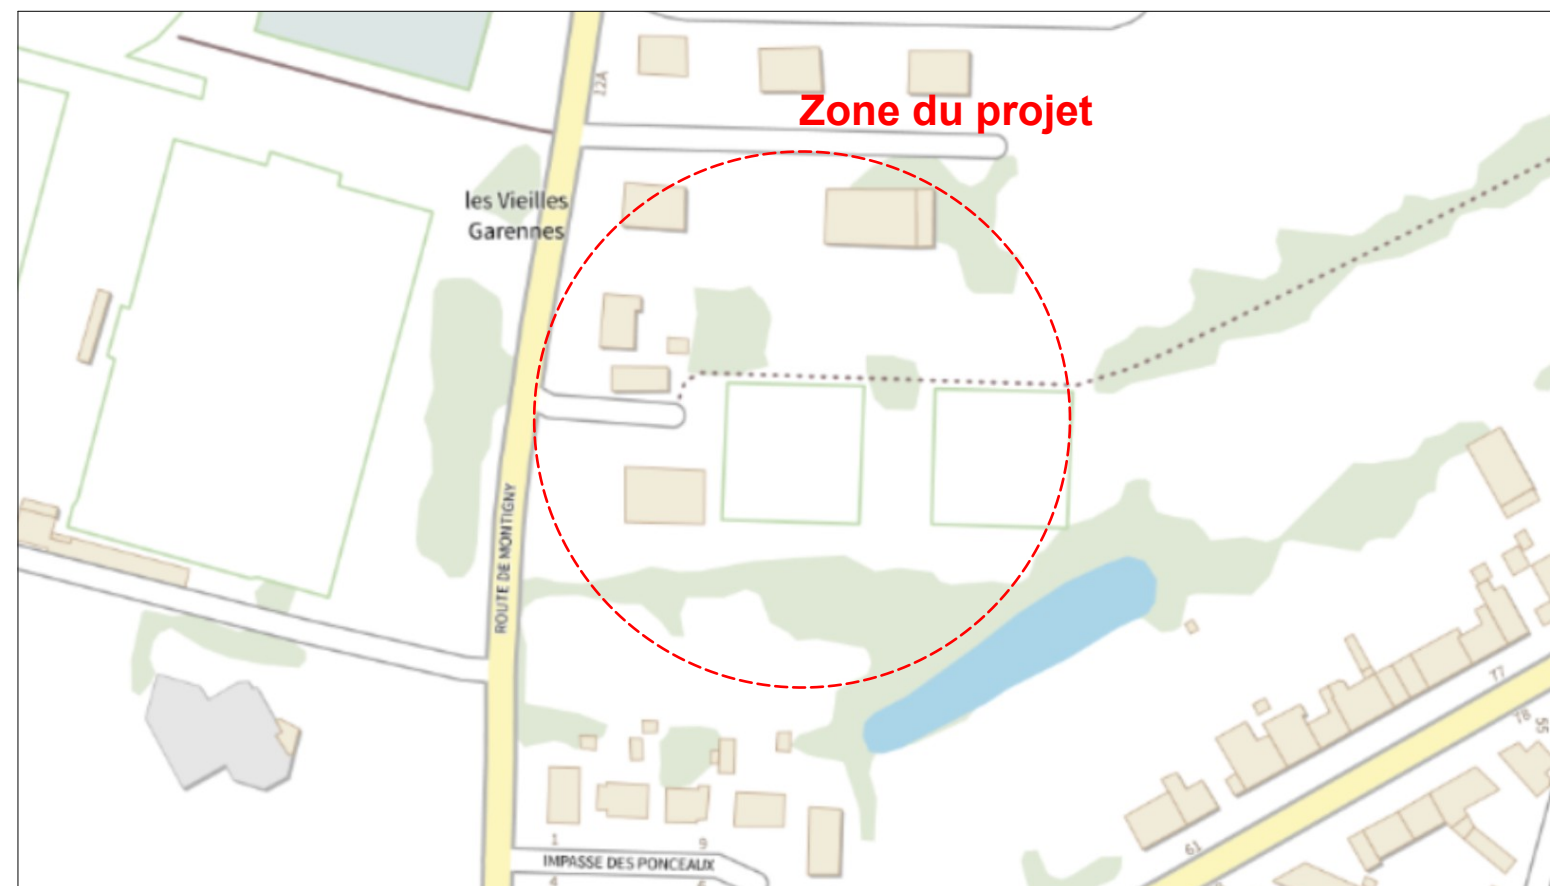 Zone du projet
12A
les Vieilles
Garennes
ROUTE DE MONTIGNY
77
78
55
61
1
9
IMPASSE DES PONCEAUX
4